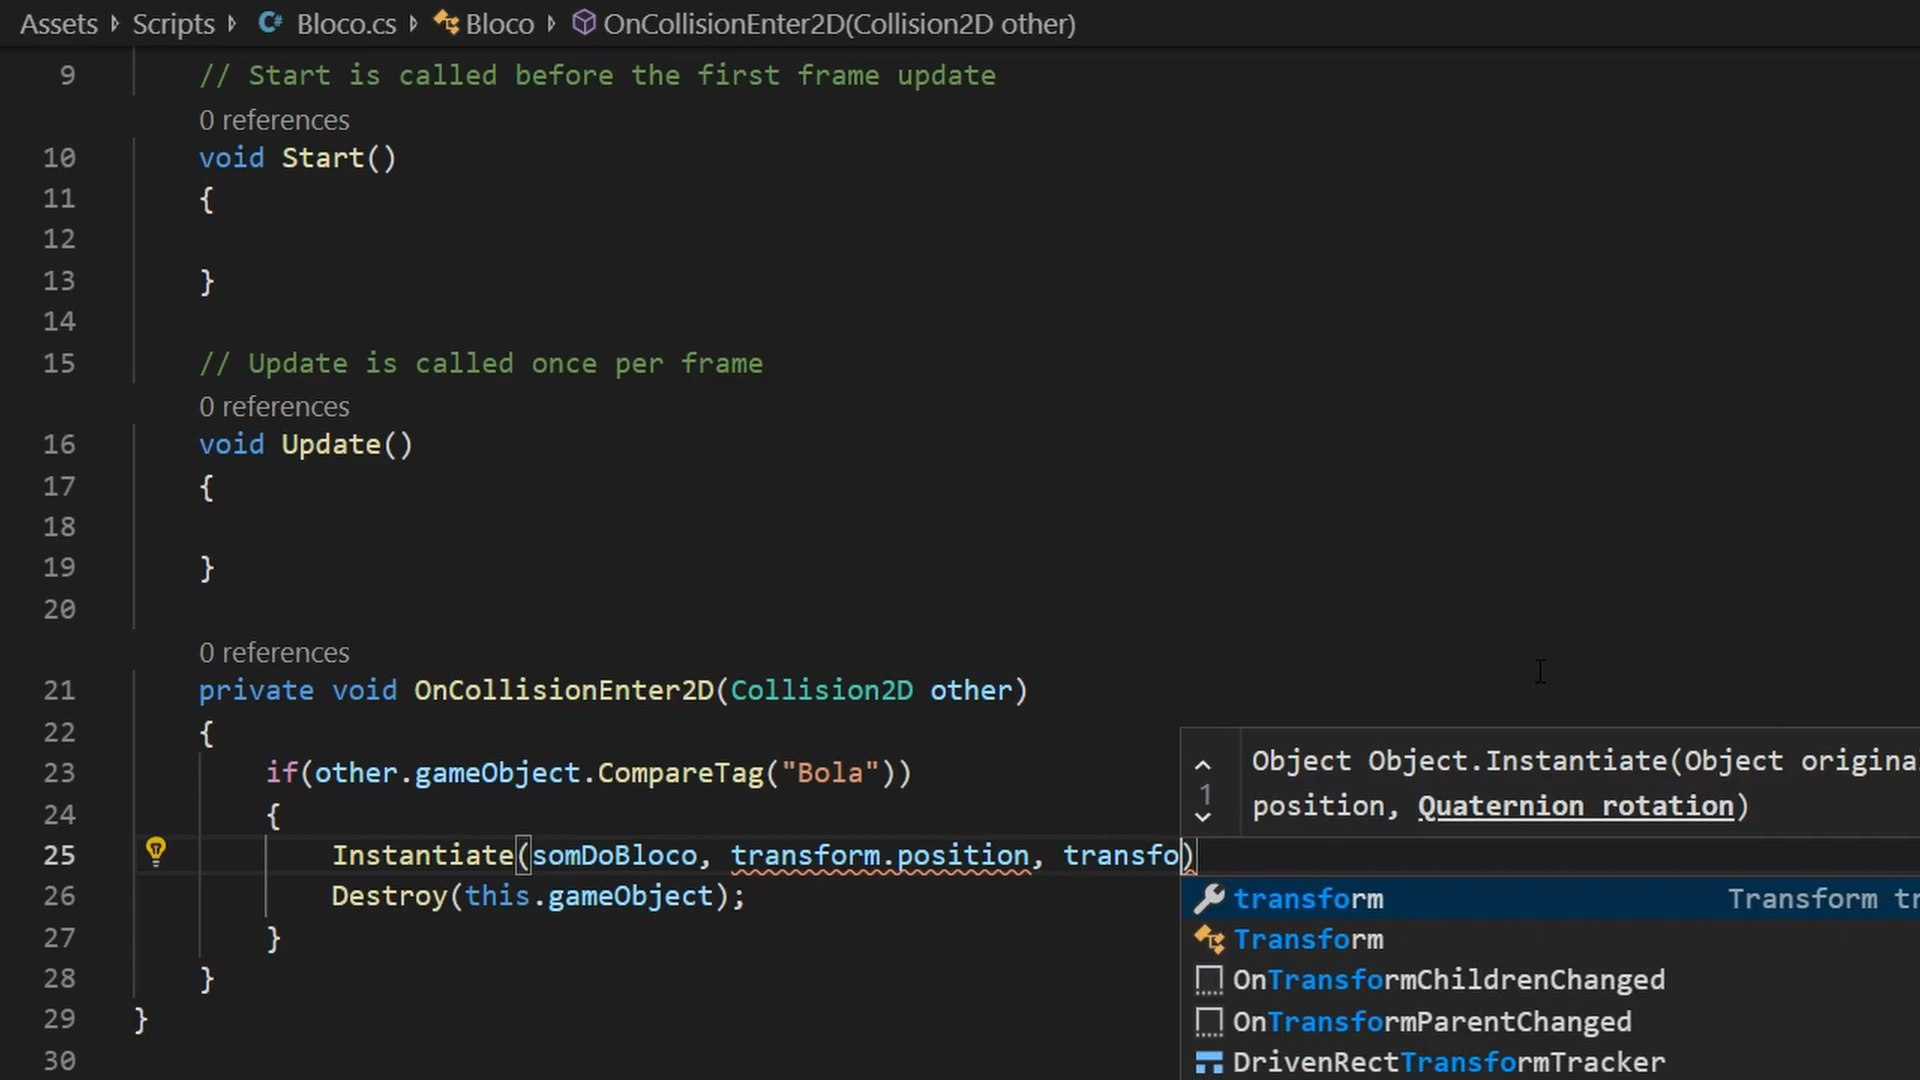 Assets Scripts Bloco.cs Bloco OnCollisionEnter2D(Collision2D other)
9 // Start is called before the first frame update
0 references
10 void Start()
11 {
12
13 }
14
15 // Update is called once per frame
0 references
16 void Update()
17 {
18
19 }
20
0 references
21 private void OnCollisionEnter2D(Collision2D other)
22 {
23 if(other.gameObject.CompareTag("Bola"))
24 {
25 Instantiate(somDoBloco, transform.position, transfo)
26 Destroy(this.gameObject);
27 }
28 }
29 }
30
Object Object.Instantiate(Object origina
1 position, Quaternion rotation)
transform Transform tr
Transform
OnTransformChildrenChanged
OnTransformParentChanged
DrivenRectTransformTracker